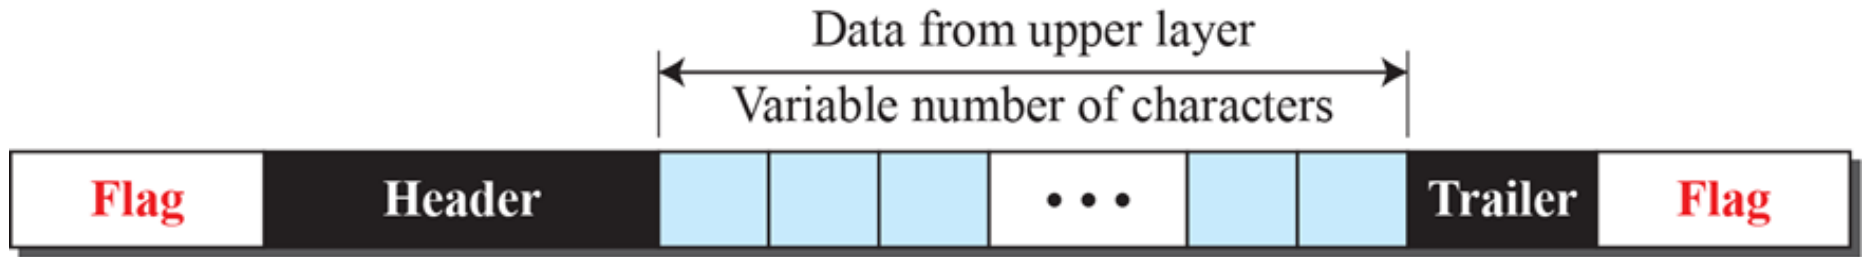 Data from upper layer
Variable number of characters
Flag Header • • • Trailer Flag